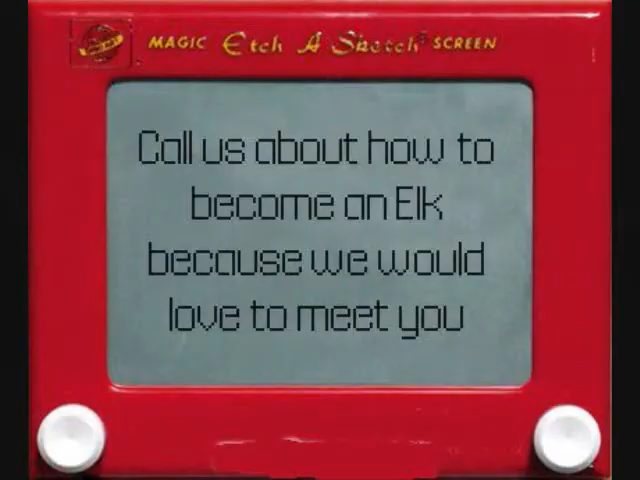 MAGIC Etch A Sketch® SCREEN
Call us about how to
become an Elk
because we would
love to meet you